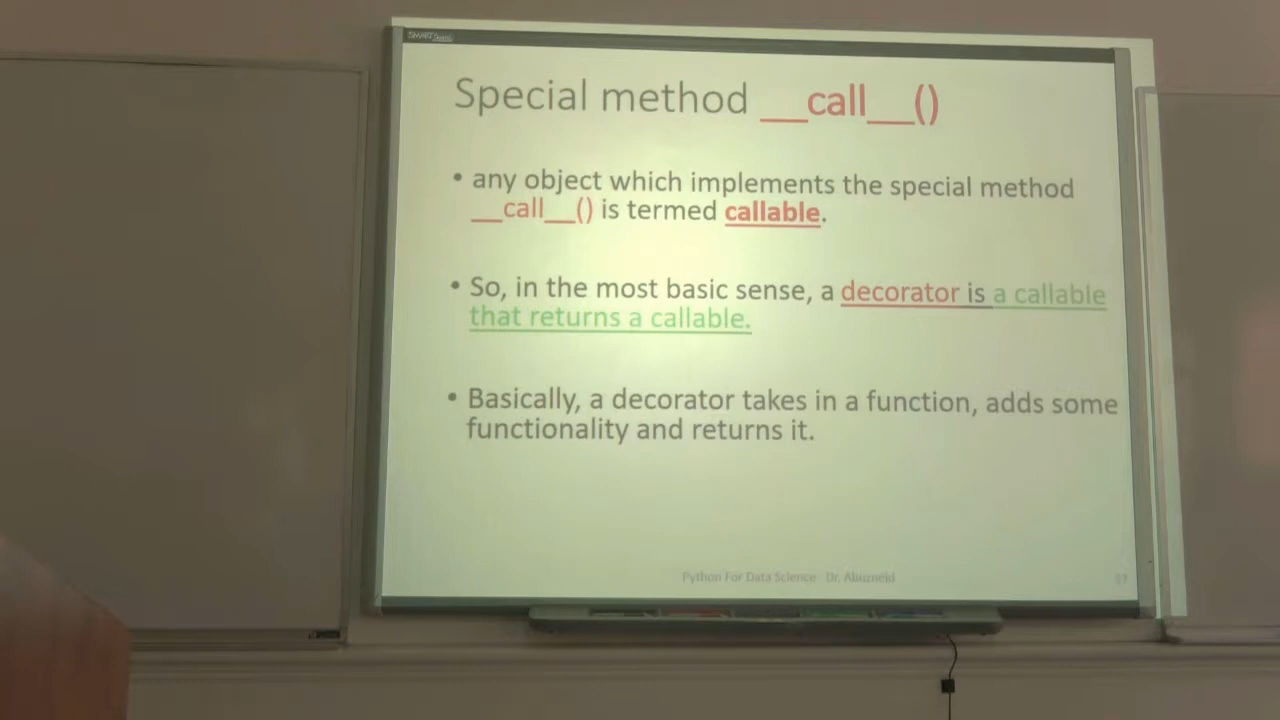 SMART Board
Special method __call__()
• any object which implements the special method
__call__() is termed callable.
• So, in the most basic sense, a decorator is a callable
that returns a callable.
• Basically, a decorator takes in a function, adds some
functionality and returns it.
Python For Data Science - Dr. Abuzneid